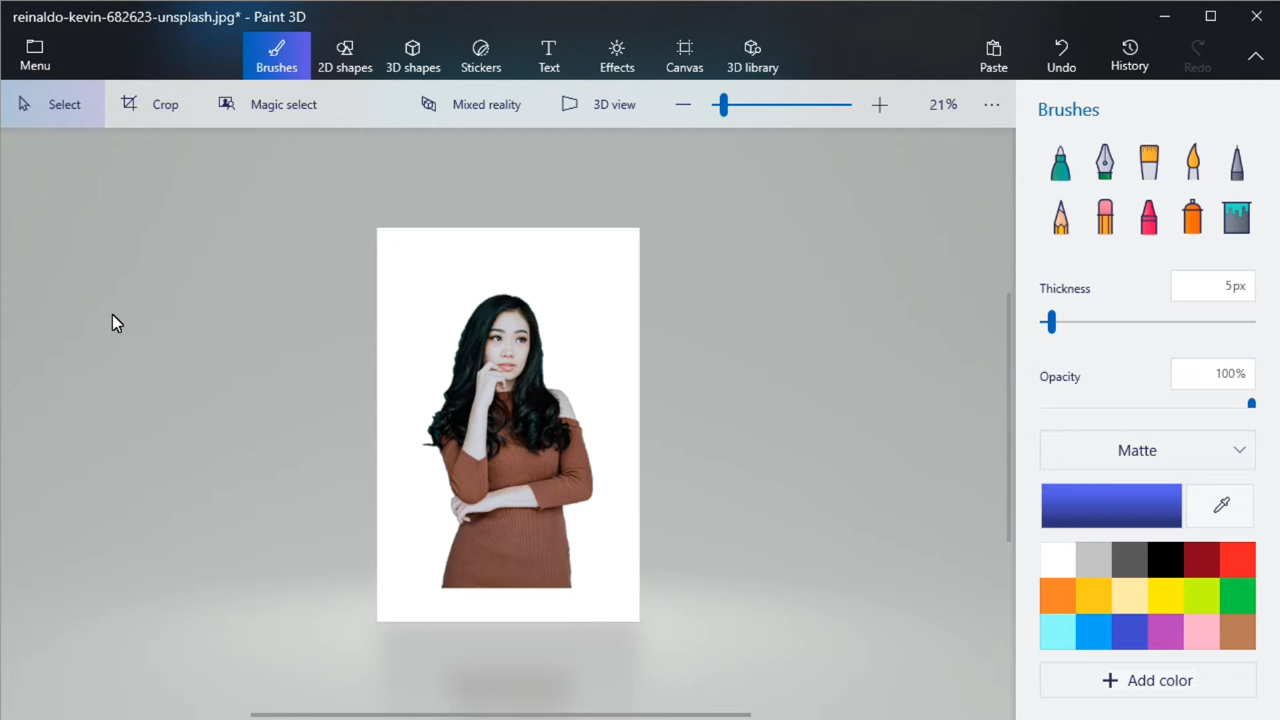 reinaldo-kevin-682623-unsplash.jpg* - Paint 3D
Menu
Brushes
2D shapes
3D shapes
Stickers
Text
Effects
Canvas
3D library
Paste
Undo
History
Redo
Select
Crop
Magic select
Mixed reality
3D view
21%
Brushes
Thickness
5px
Opacity
100%
Matte
Add color